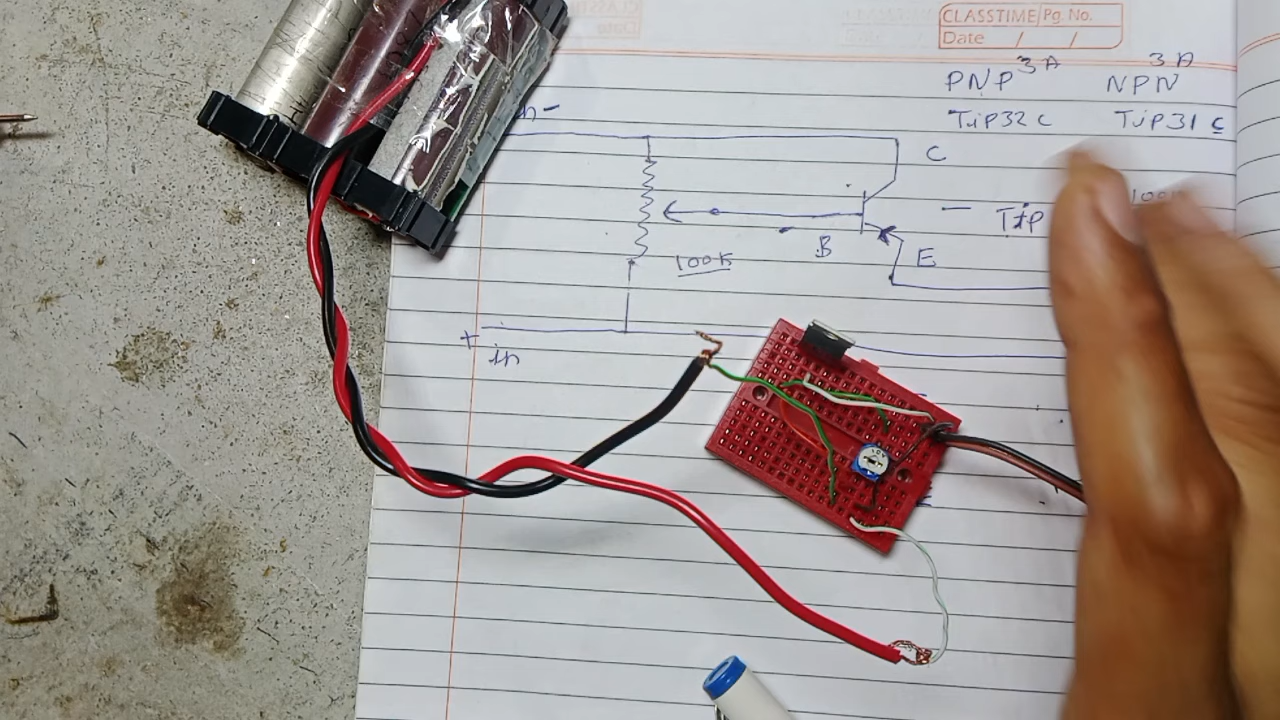 CLASSTIME Pg. No.
Date / /
PNP 3A NPN 3A
TIP32C TIP31C
C
B
E
TIP
100K
+
in